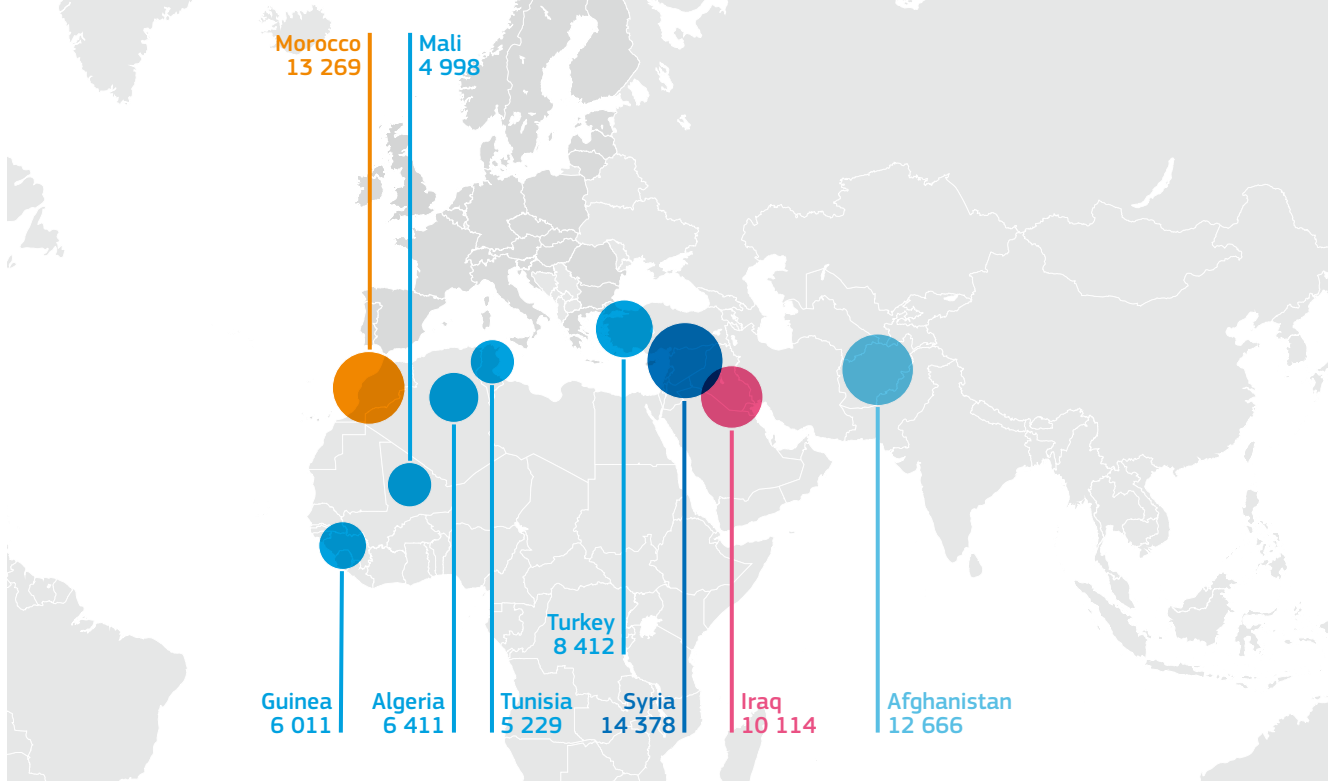 Morocco
13 269
Mali
4 998
Turkey
8 412
Guinea
6 011
Algeria
6 411
Tunisia
5 229
Syria
14 378
Iraq
10 114
Afghanistan
12 666